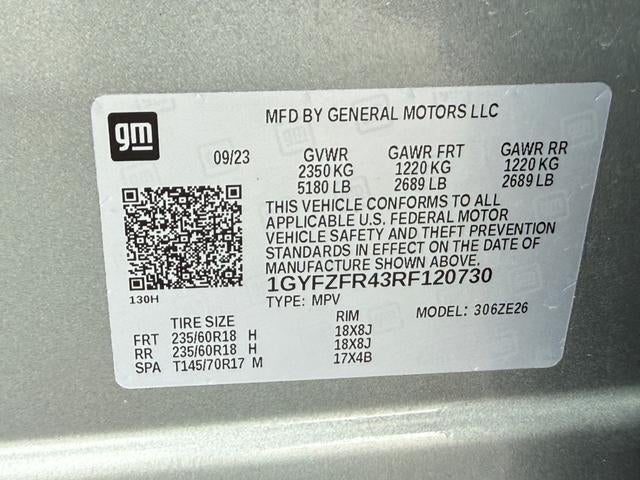 gm
MFD BY GENERAL MOTORS LLC
09/23 GVWR GAWR FRT GAWR RR
2350 KG 1220 KG 1220 KG
5180 LB 2689 LB 2689 LB
THIS VEHICLE CONFORMS TO ALL
APPLICABLE U.S. FEDERAL MOTOR
VEHICLE SAFETY AND THEFT PREVENTION
STANDARDS IN EFFECT ON THE DATE OF
MANUFACTURE SHOWN ABOVE.
1GYFZFR43RF120730
130H
TYPE: MPV MODEL: 306ZE26
TIRE SIZE RIM
FRT 235/60R18 H 18X8J
RR 235/60R18 H 18X8J
SPA T145/70R17 M 17X4B